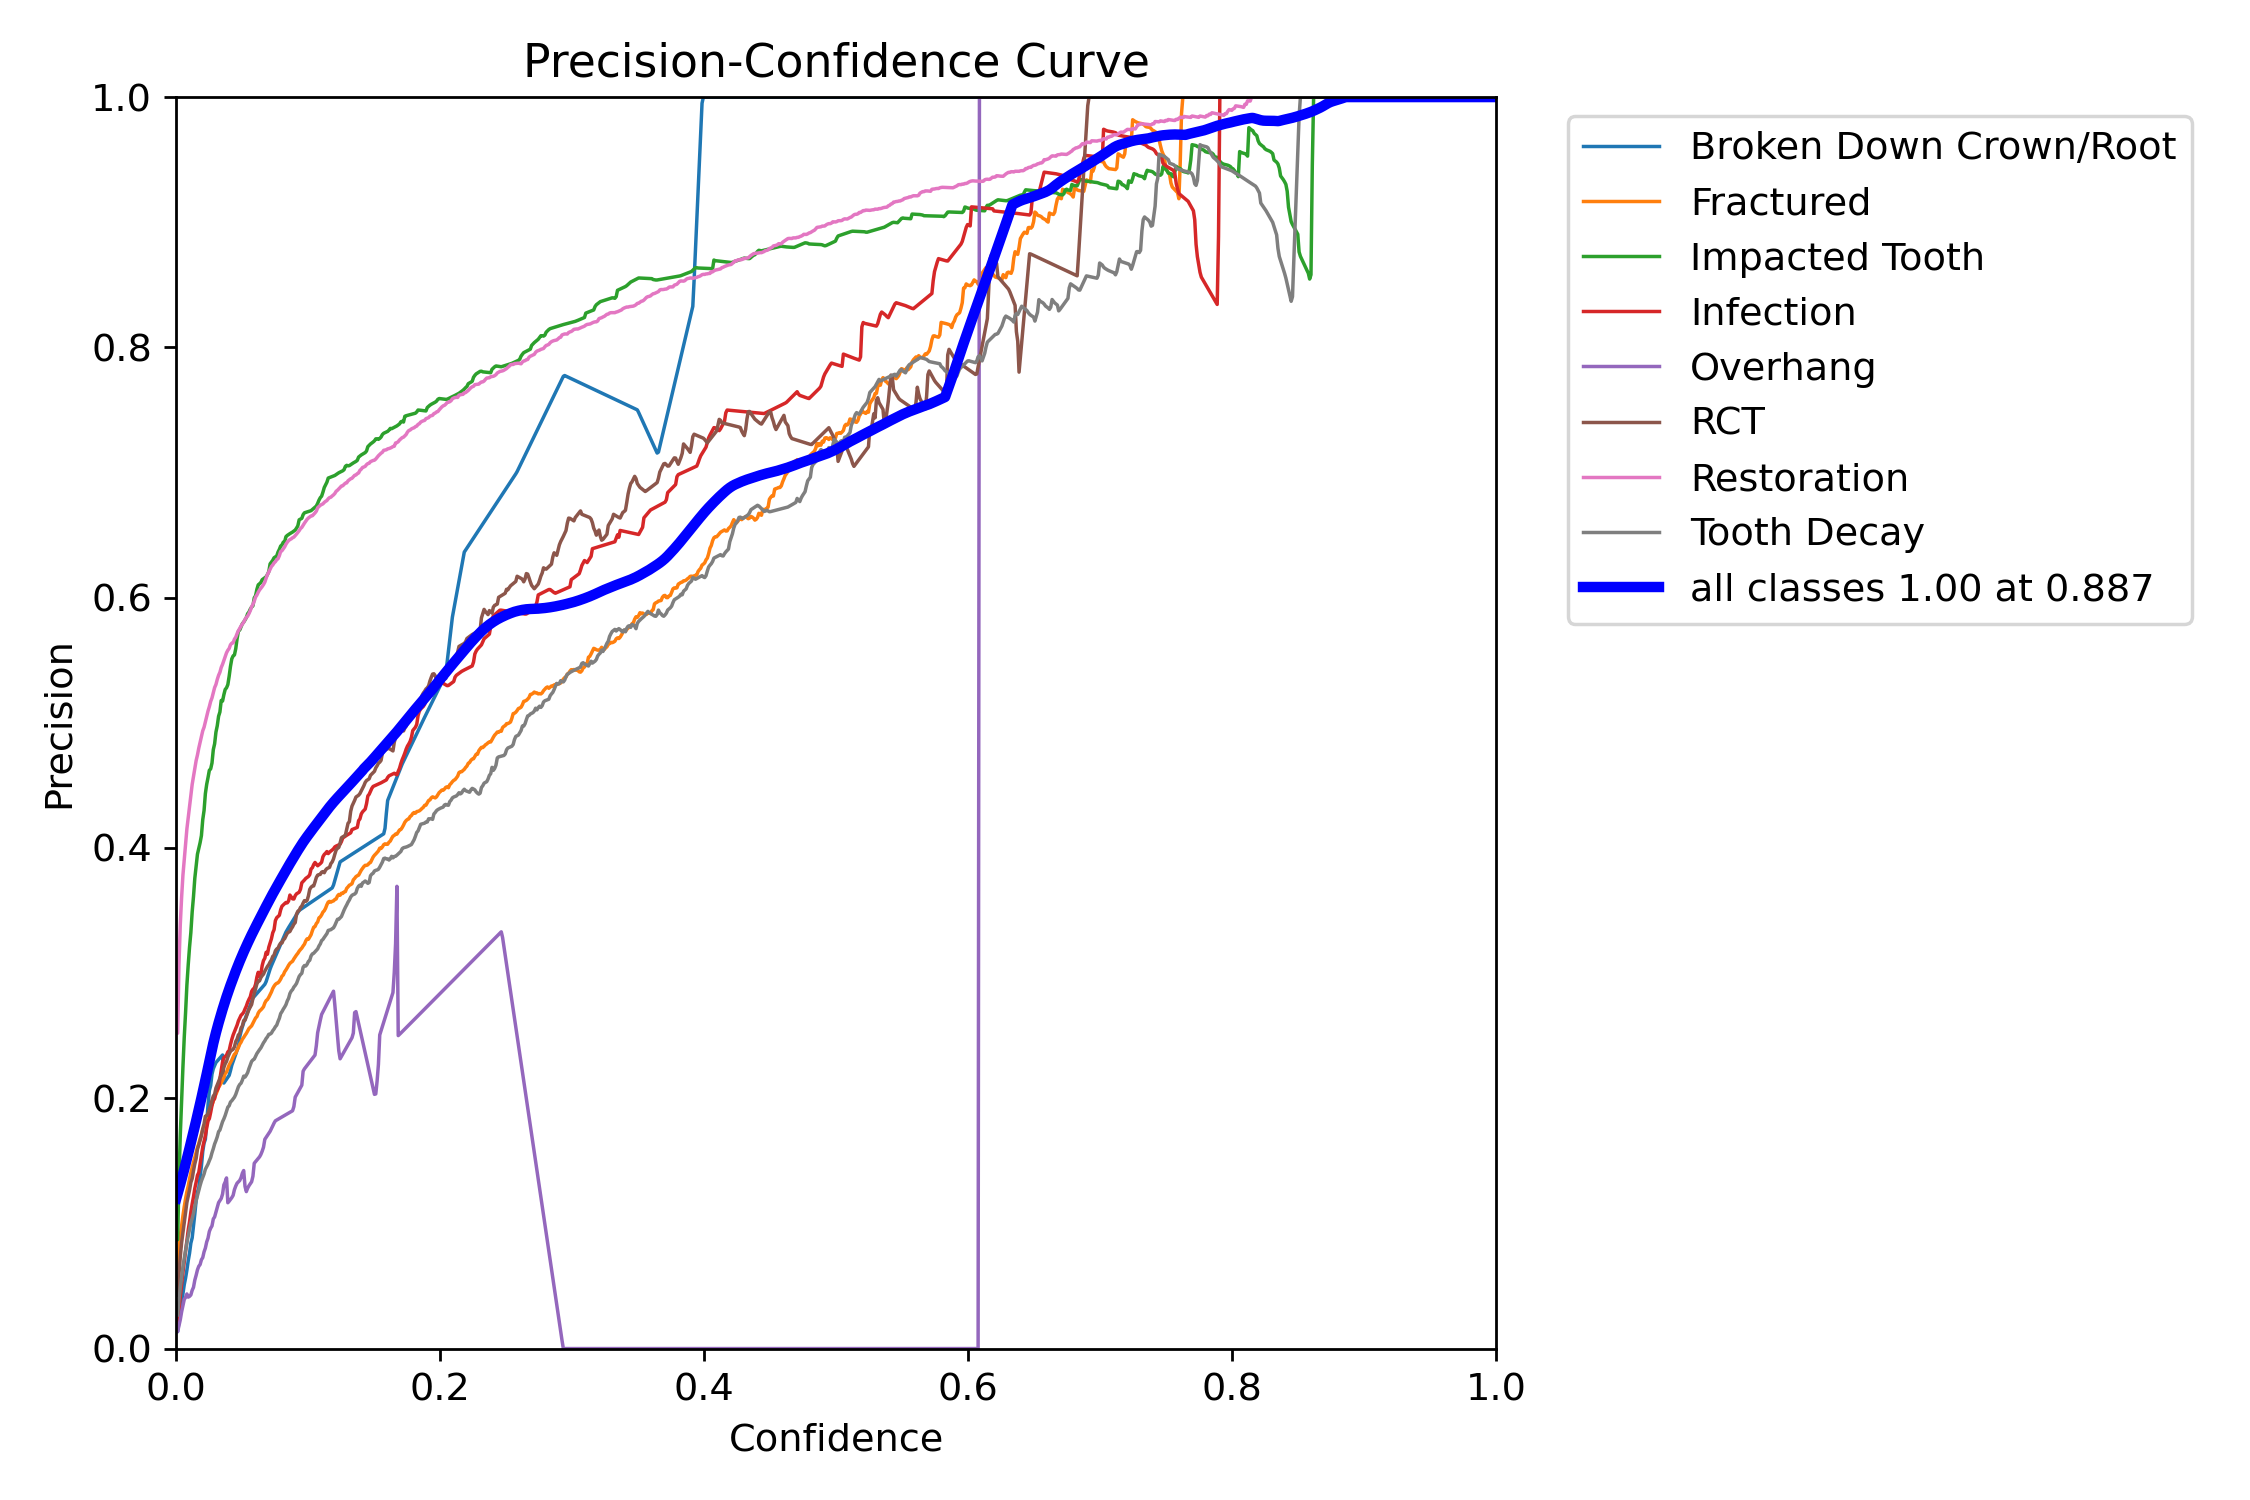 Precision-Confidence Curve
1.0
0.8
0.6
0.4
0.2
0.0
Precision
0.0 0.2 0.4 0.6 0.8 1.0
Confidence
Broken Down Crown/Root
Fractured
Impacted Tooth
Infection
Overhang
RCT
Restoration
Tooth Decay
all classes 1.00 at 0.887